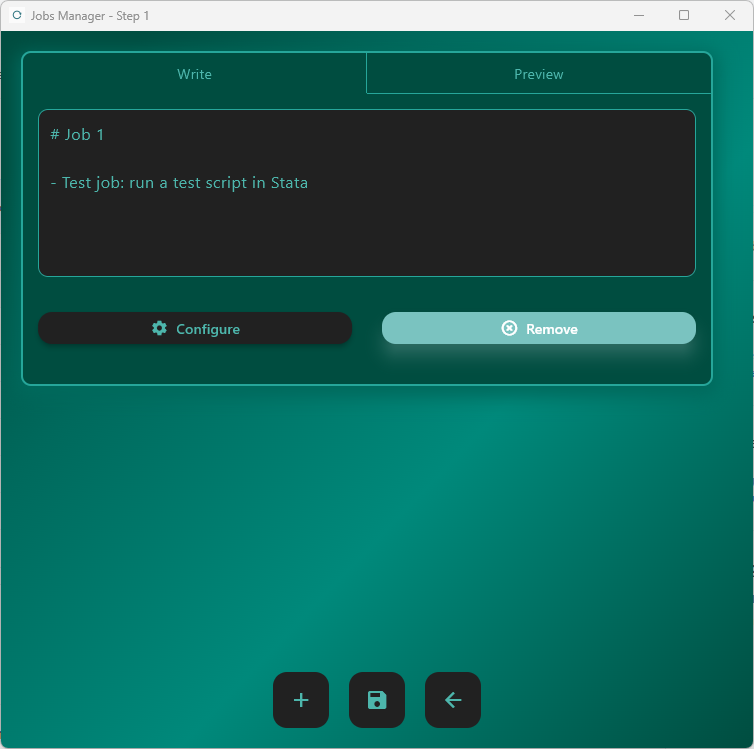 Jobs Manager - Step 1
Write
Preview
# Job 1
- Test job: run a test script in Stata
Configure
Remove